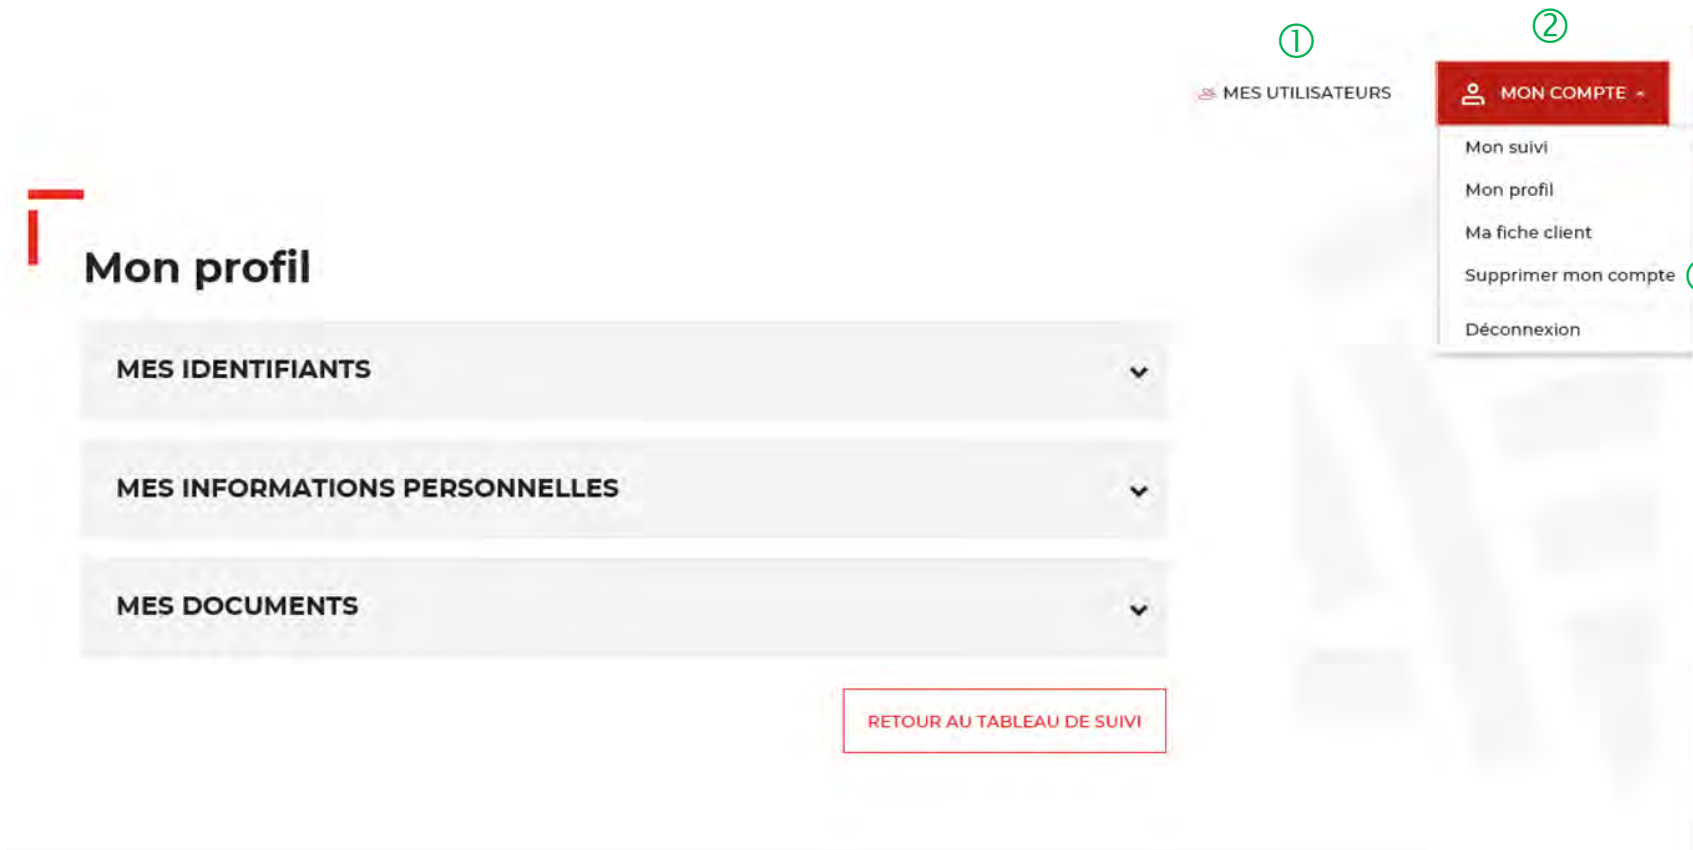 ① ②
MES UTILISATEURS MON COMPTE
Mon suivi
Mon profil
Ma fiche client
Supprimer mon compte
Déconnexion
Mon profil
MES IDENTIFIANTS
MES INFORMATIONS PERSONNELLES
MES DOCUMENTS
RETOUR AU TABLEAU DE SUIVI